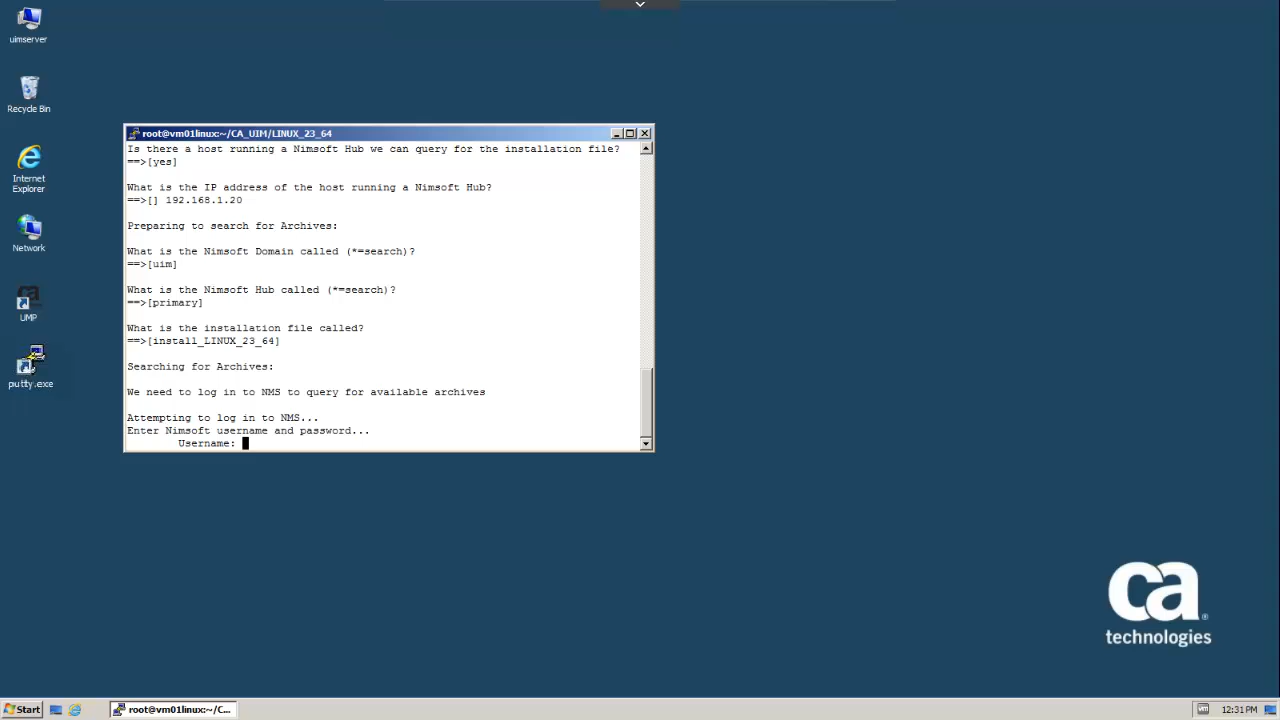 uimserver
Recycle Bin
Internet
Explorer
Network
UMP
putty.exe
root@vm01linux:~/CA_UIM/LINUX_23_64
Is there a host running a Nimsoft Hub we can query for the installation file?
==>[yes]
What is the IP address of the host running a Nimsoft Hub?
==>[] 192.168.1.20
Preparing to search for Archives:
What is the Nimsoft Domain called (*=search)?
==>[uim]
What is the Nimsoft Hub called (*=search)?
==>[primary]
What is the installation file called?
==>[install_LINUX_23_64]
Searching for Archives:
We need to log in to NMS to query for available archives
Attempting to log in to NMS...
Enter Nimsoft username and password...
Username:
ca
technologies
Start
root@vm01linux:~/C...
vm
12:31 PM